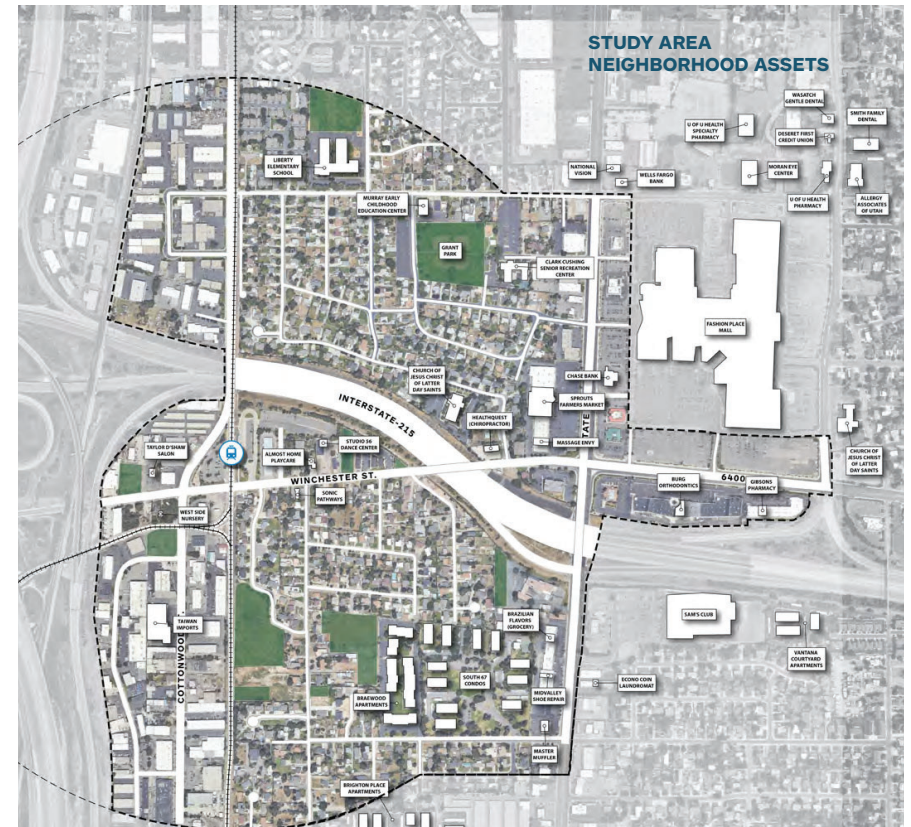 STUDY AREA
NEIGHBORHOOD ASSETS
WASATCH
GENTLE DENTAL
SMITH FAMILY
DENTAL
U OF U HEALTH
SPECIALTY
PHARMACY
DESERET FIRST
CREDIT UNION
LIBERTY
ELEMENTARY
SCHOOL
NATIONAL
VISION
WELLS FARGO
BANK
MORAN EYE
CENTER
U OF U HEALTH
PHARMACY
ALLERGY
ASSOCIATES
OF UTAH
MURRAY EARLY
CHILDHOOD
EDUCATION CENTER
GRANT
PARK
CLARK CUSHING
SENIOR RECREATION
CENTER
FASHION PLACE
MALL
CHURCH OF
JESUS CHRIST
OF LATTER
DAY SAINTS
CHASE BANK
SPROUTS
FARMERS MARKET
INTERSTATE-215
HEALTHQUEST
(CHIROPRACTOR)
STATE
MASSAGE ENVY
TAYLOR D'SHAW
SALON
ALMOST HOME
PLAYCARE
STUDIO 56
DANCE CENTER
CHURCH OF
JESUS CHRIST
OF LATTER
DAY SAINTS
WINCHESTER ST.
6400
SONIC
PATHWAYS
BURG
ORTHODONTICS
GIBSONS
PHARMACY
WEST SIDE
NURSERY
TAIWAN
IMPORTS
COTTONWOOD
BRAZILIAN
FLAVORS
(GROCERY)
SAM'S CLUB
VANTANA
COURTYARD
APARTMENTS
SOUTH 67
CONDOS
ECONO COIN
LAUNDROMAT
BRAEWOOD
APARTMENTS
MIDVALLEY
SHOE REPAIR
MASTER
MUFFLER
BRIGHTON PLACE
APARTMENTS